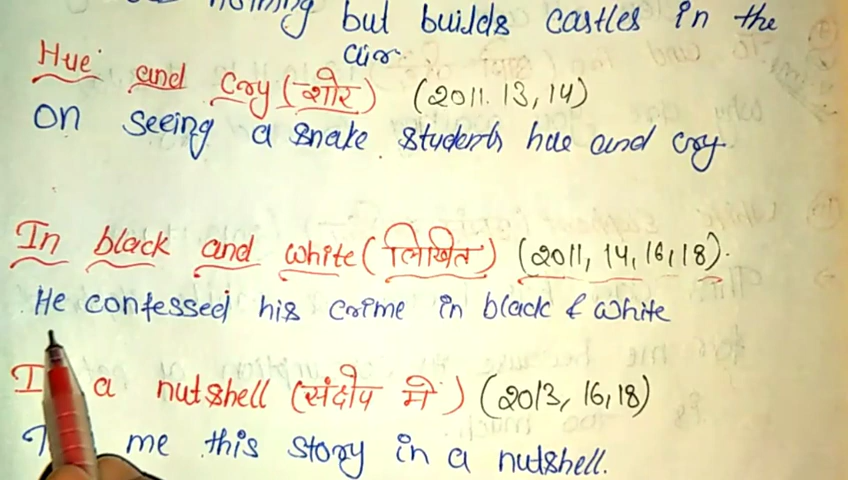 but builds castles in the
air
Hue and Cry (शोर) (2011. 13, 14)
On seeing a snake students hue and cry.
In black and white (लिखित) (2011, 14, 16, 18).
He confessed his crime in black & white
a nutshell (संक्षेप मे) (2013, 16, 18)
me this story in a nutshell.